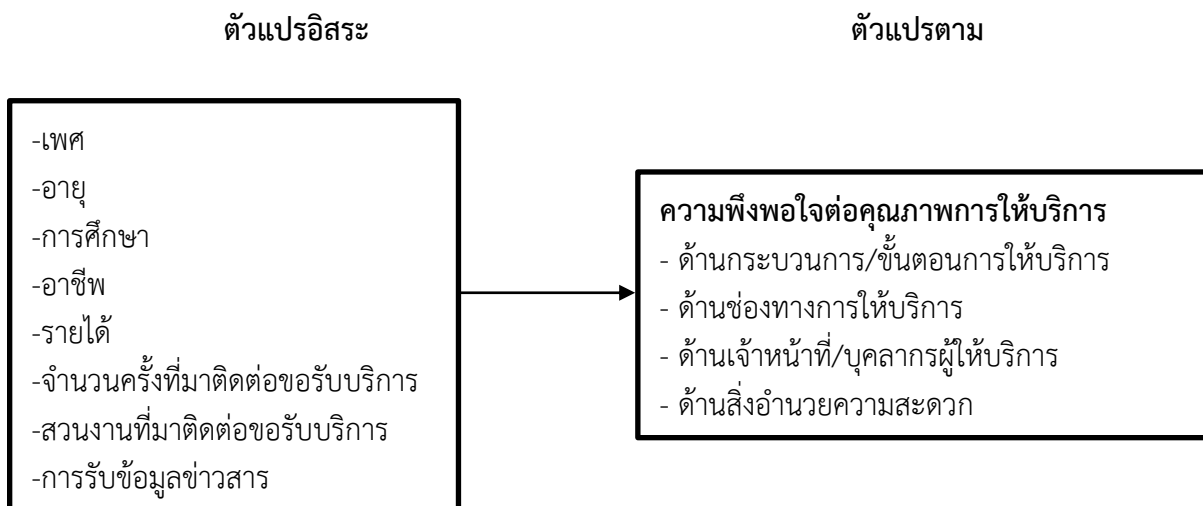 ตัวแปรอิสระ
ตัวแปรตาม
-เพศ
-อายุ
-การศึกษา
-อาชีพ
-รายได้
-จำนวนครั้งที่มาติดต่อขอรับบริการ
-สวนงานที่มาติดต่อขอรับบริการ
-การรับข้อมูลข่าวสาร
ความพึงพอใจต่อคุณภาพการให้บริการ
- ด้านกระบวนการ/ขั้นตอนการให้บริการ
- ด้านช่องทางการให้บริการ
- ด้านเจ้าหน้าที่/บุคลากรผู้ให้บริการ
- ด้านสิ่งอำนวยความสะดวก